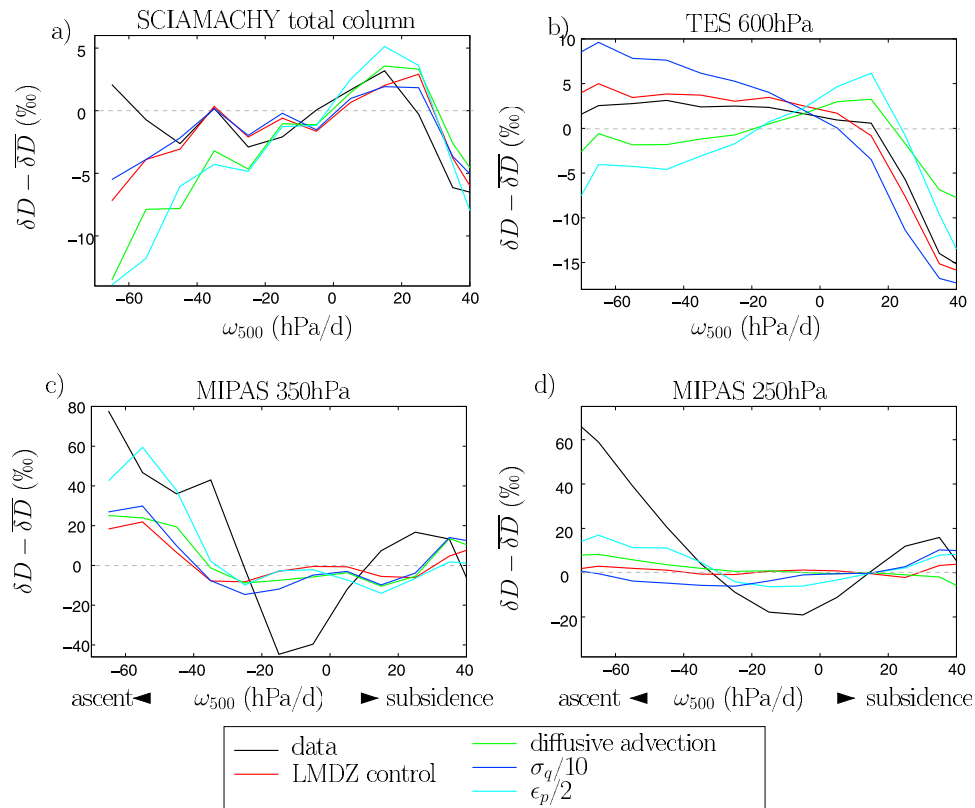 a) SCIAMACHY total column
5
0
−5
−10
δD − δD̅ (‰)
−60 −40 −20 0 20 40
ω500 (hPa/d)
b) TES 600hPa
10
5
0
−5
−10
−15
δD − δD̅ (‰)
−60 −40 −20 0 20 40
ω500 (hPa/d)
c) MIPAS 350hPa
80
60
40
20
0
−20
−40
δD − δD̅ (‰)
−60 −40 −20 0 20 40
ascent ◄ ω500 (hPa/d) ► subsidence
d) MIPAS 250hPa
60
40
20
0
−20
δD − δD̅ (‰)
−60 −40 −20 0 20 40
ascent ◄ ω500 (hPa/d) ► subsidence
data
LMDZ control
diffusive advection
σq/10
ϵp/2